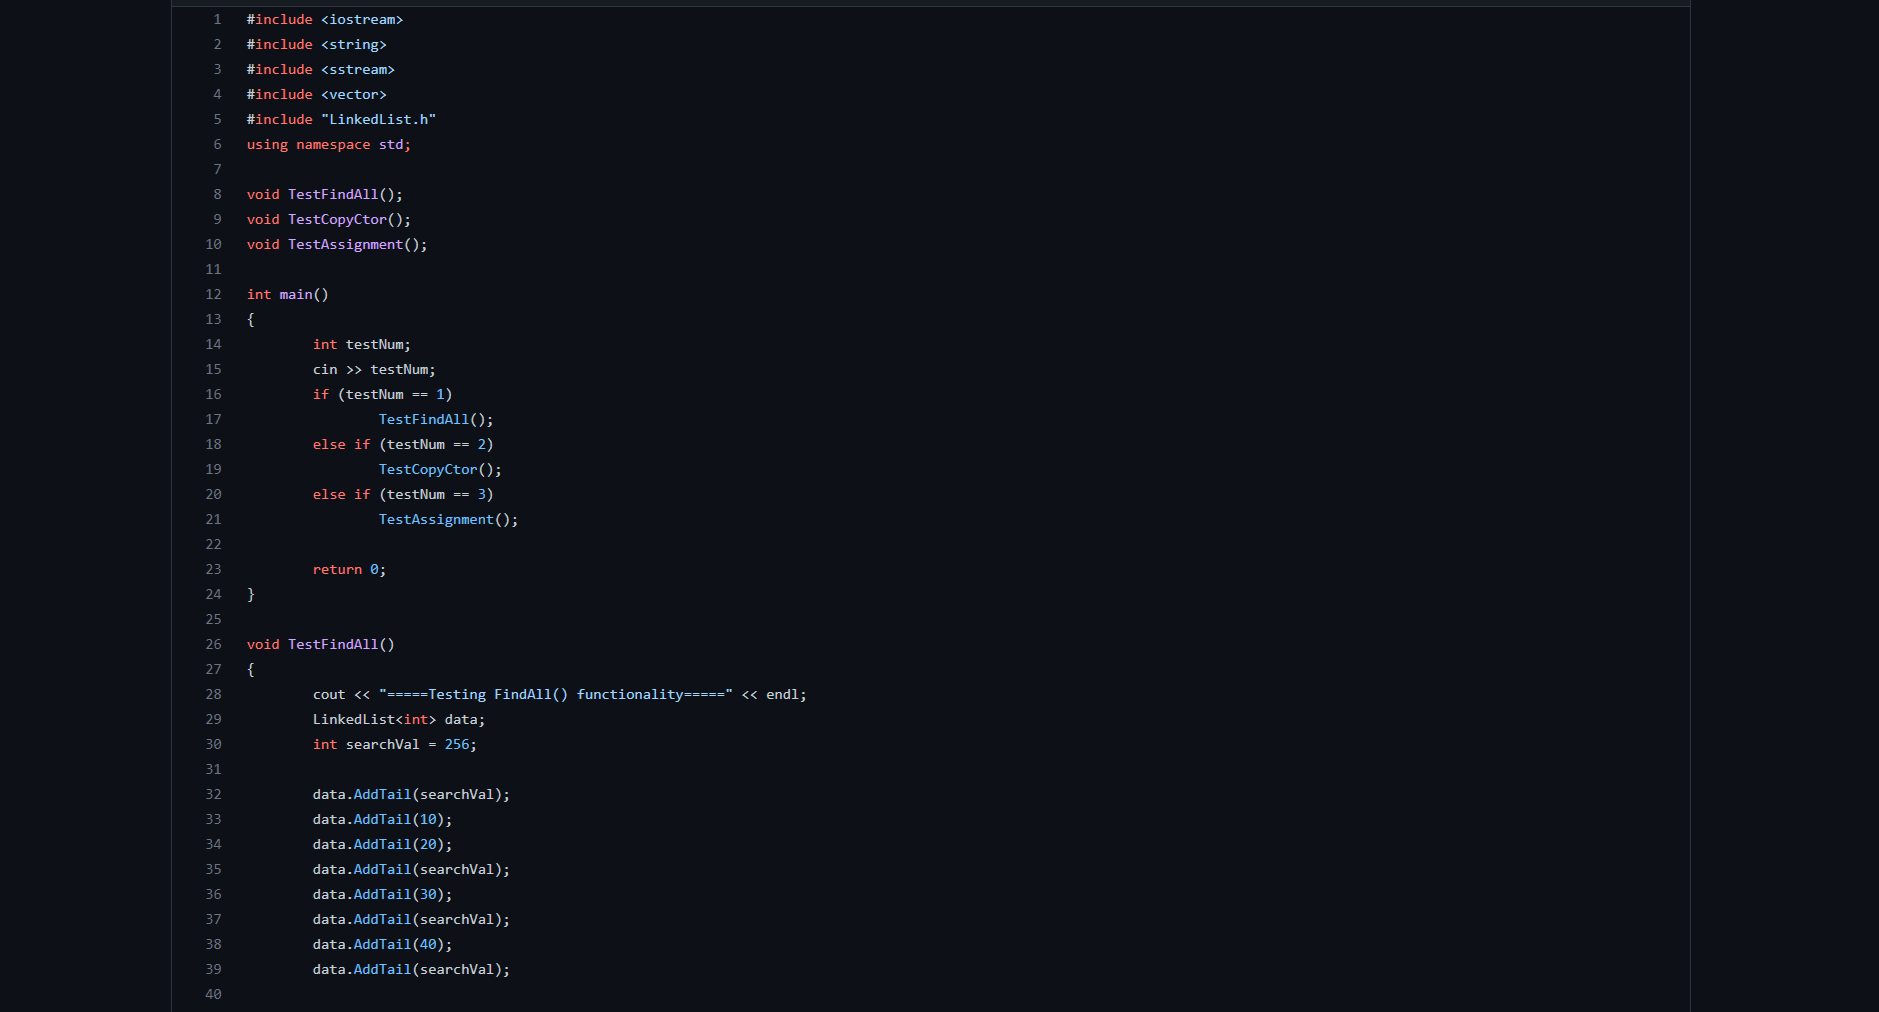 1 #include <iostream>
2 #include <string>
3 #include <sstream>
4 #include <vector>
5 #include "LinkedList.h"
6 using namespace std;
7
8 void TestFindAll();
9 void TestCopyCtor();
10 void TestAssignment();
11
12 int main()
13 {
14 int testNum;
15 cin >> testNum;
16 if (testNum == 1)
17 TestFindAll();
18 else if (testNum == 2)
19 TestCopyCtor();
20 else if (testNum == 3)
21 TestAssignment();
22
23 return 0;
24 }
25
26 void TestFindAll()
27 {
28 cout << "=====Testing FindAll() functionality=====" << endl;
29 LinkedList<int> data;
30 int searchVal = 256;
31
32 data.AddTail(searchVal);
33 data.AddTail(10);
34 data.AddTail(20);
35 data.AddTail(searchVal);
36 data.AddTail(30);
37 data.AddTail(searchVal);
38 data.AddTail(40);
39 data.AddTail(searchVal);
40